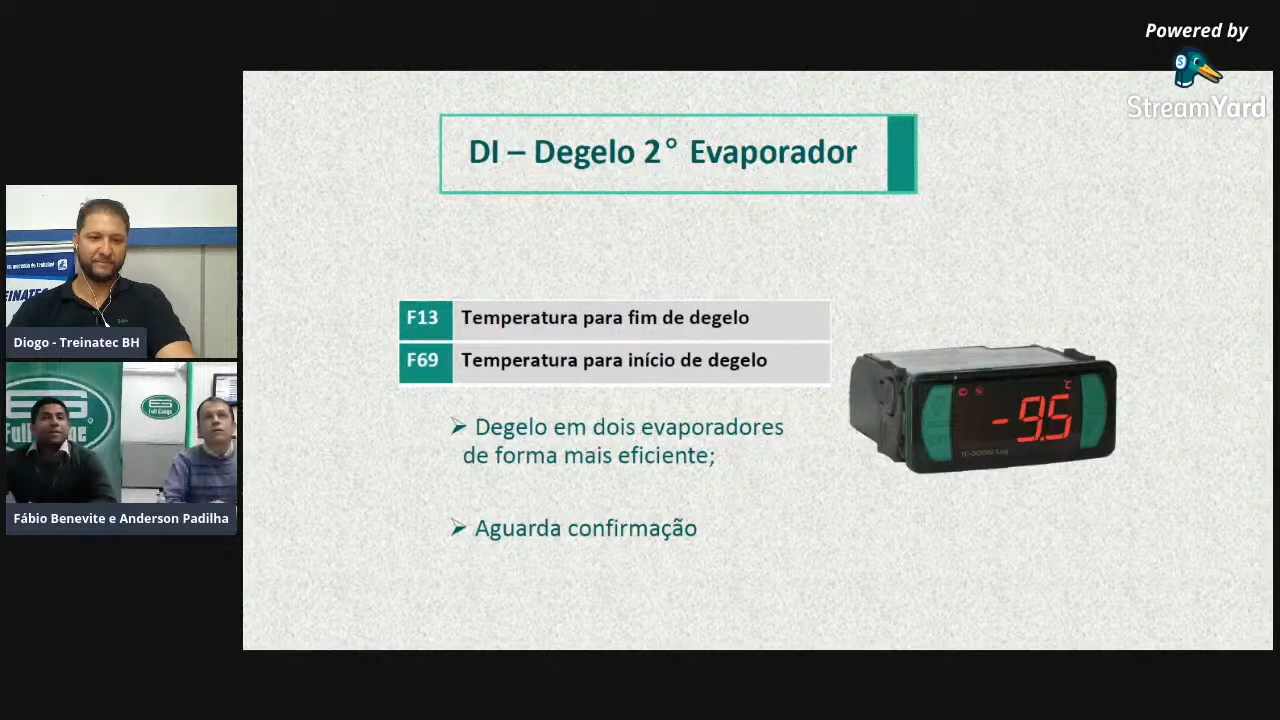 Powered by
StreamYard
DI – Degelo 2° Evaporador
F13 Temperatura para fim de degelo
F69 Temperatura para início de degelo
➢ Degelo em dois evaporadores
de forma mais eficiente;
➢ Aguarda confirmação
-9.5
°C
Diogo - Treinatec BH
Full Gauge
Fábio Benevite e Anderson Padilha